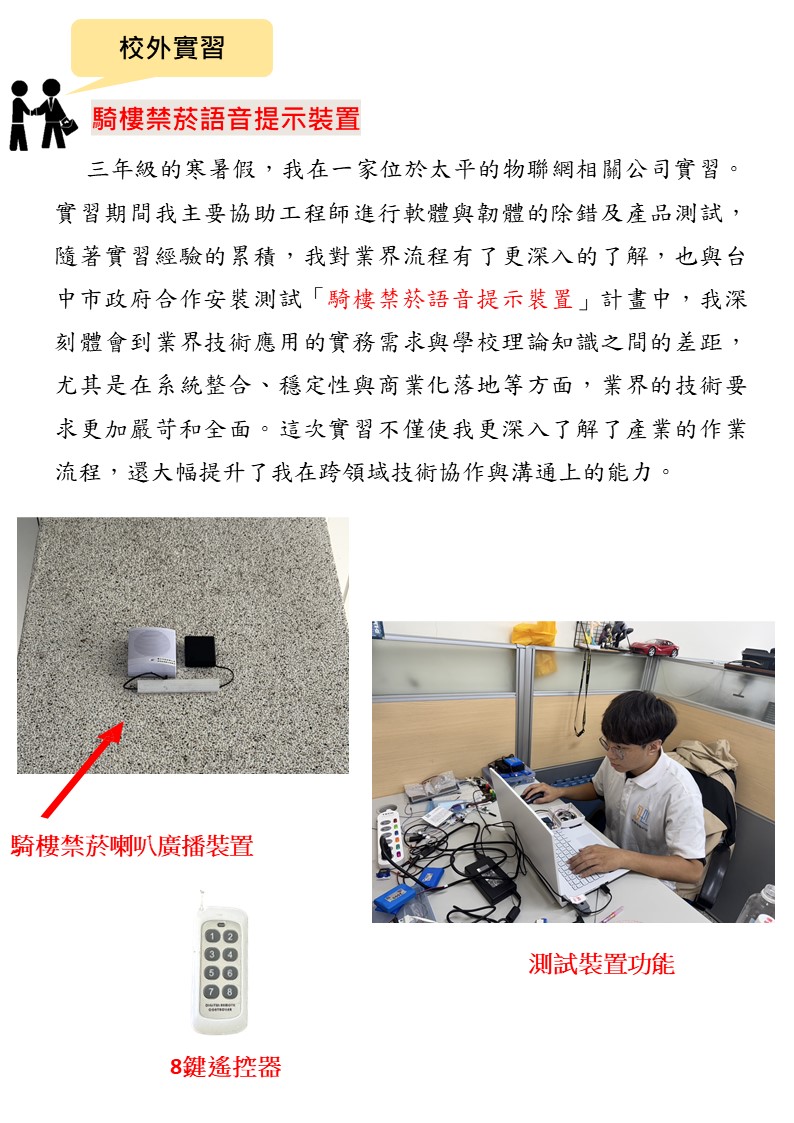 校外實習
騎樓禁菸語音提示裝置
三年級的寒暑假，我在一家位於太平的物聯網相關公司實習。
實習期間我主要協助工程師進行軟體與韌體的除錯及產品測試，
隨著實習經驗的累積，我對業界流程有了更深入的了解，也與台
中市政府合作安裝測試「騎樓禁菸語音提示裝置」計畫中，我深
刻體會到業界技術應用的實務需求與學校理論知識之間的差距，
尤其是在系統整合、穩定性與商業化落地等方面，業界的技術要
求更加嚴苛和全面。這次實習不僅使我更深入了解了產業的作業
流程，還大幅提升了我在跨領域技術協作與溝通上的能力。
騎樓禁菸喇叭廣播裝置
1 2
3 4
5 6
7 8
測試裝置功能
8鍵遙控器